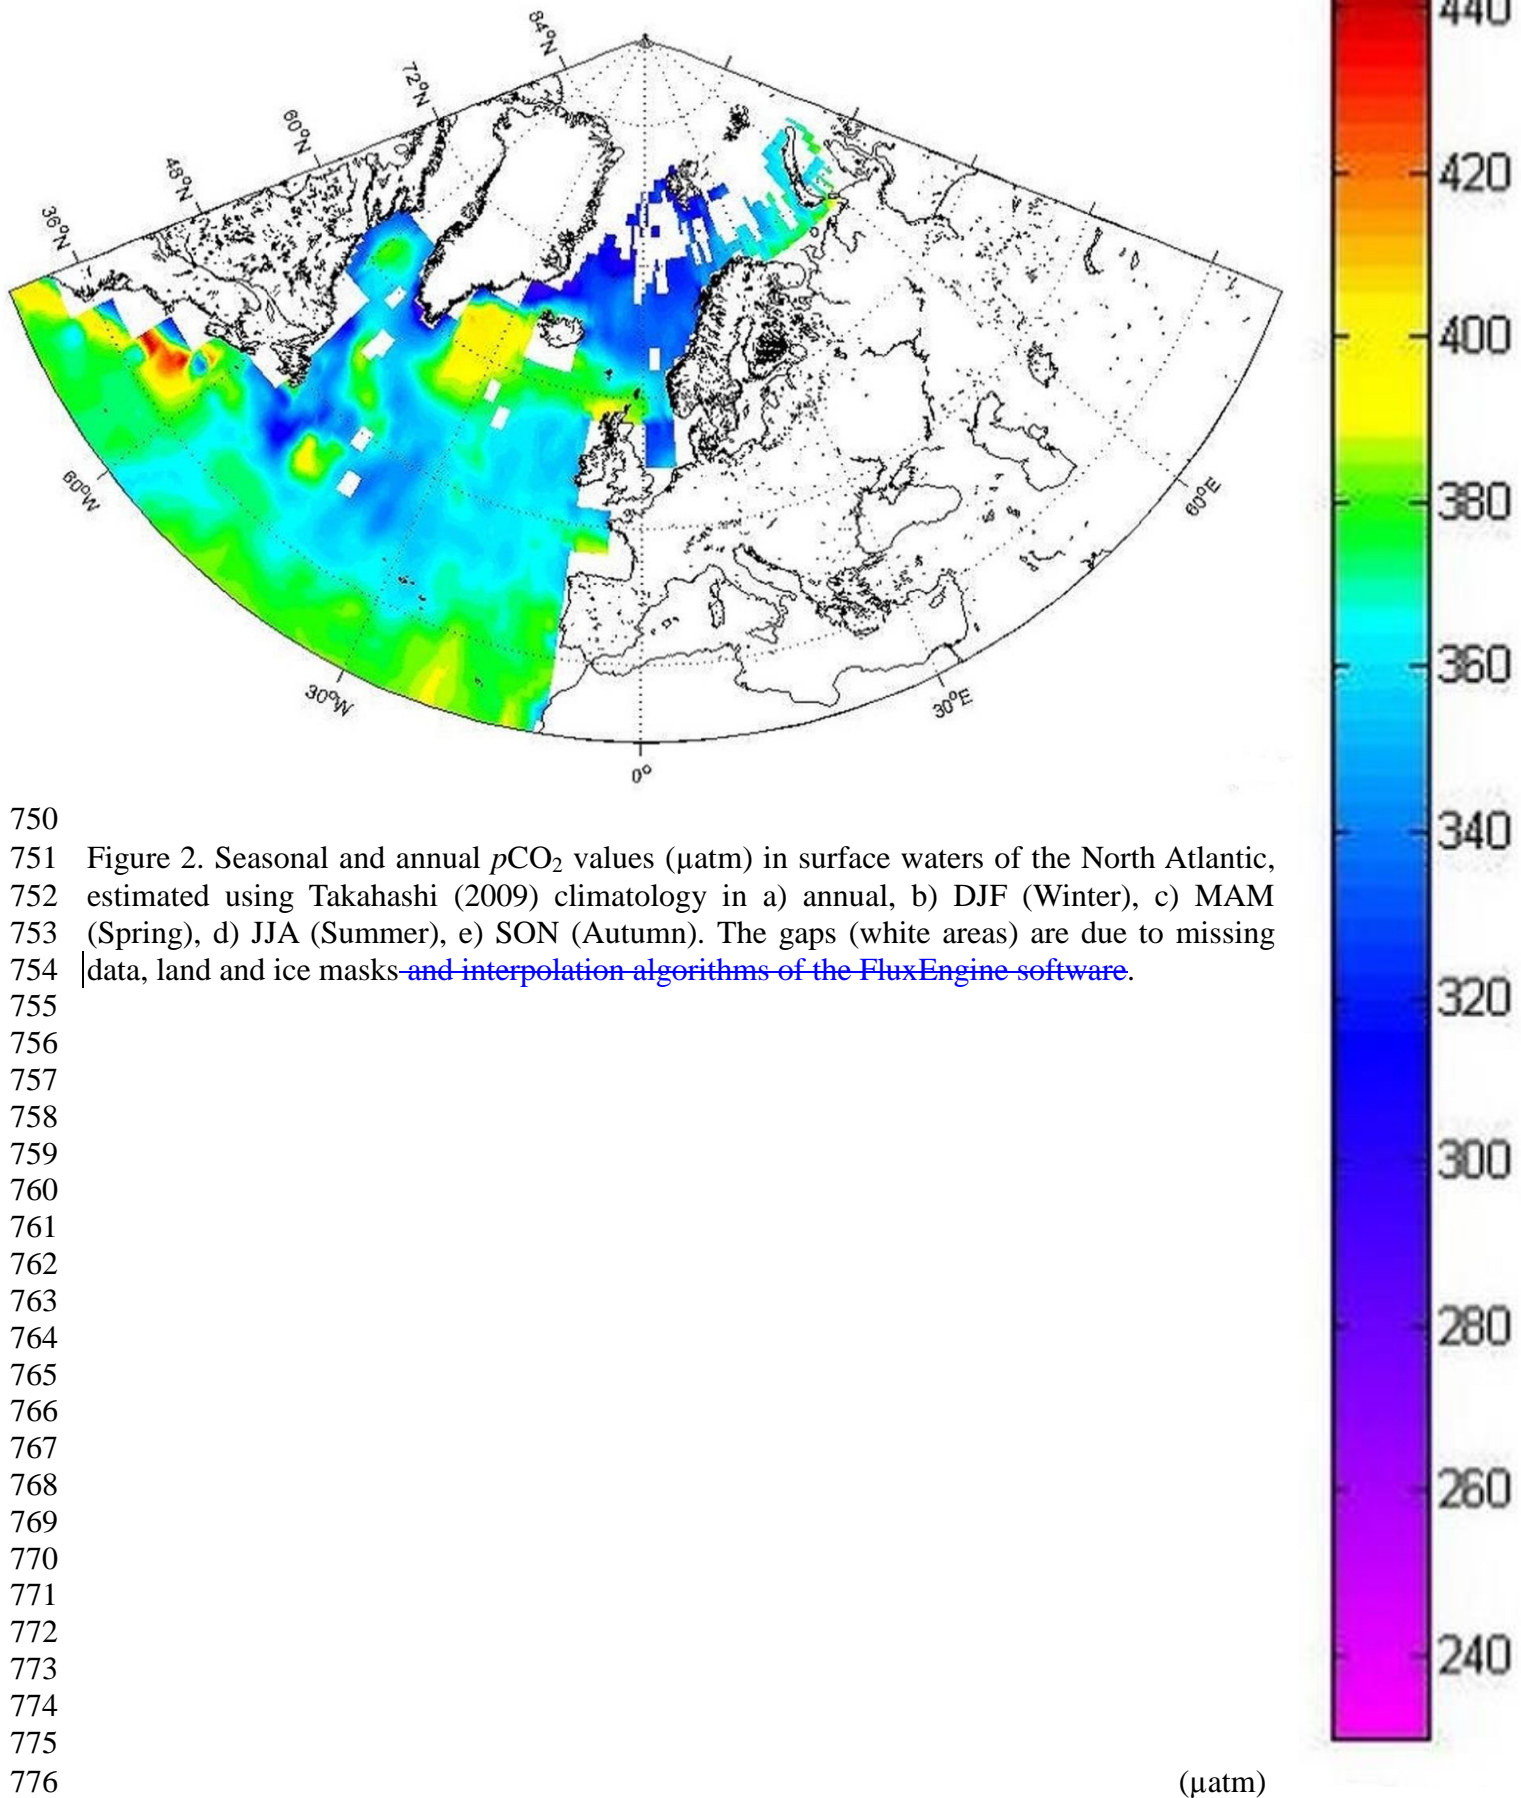 84°N
72°N
60°N
48°N
36°N
60°W
30°W
0°
30°E
60°E
440
420
400
380
360
340
320
300
280
260
240
750
751 Figure 2. Seasonal and annual pCO₂ values (µatm) in surface waters of the North Atlantic,
752 estimated using Takahashi (2009) climatology in a) annual, b) DJF (Winter), c) MAM
753 (Spring), d) JJA (Summer), e) SON (Autumn). The gaps (white areas) are due to missing
754 data, land and ice masks and interpolation algorithms of the FluxEngine software.
755
756
757
758
759
760
761
762
763
764
765
766
767
768
769
770
771
772
773
774
775
776 (µatm)